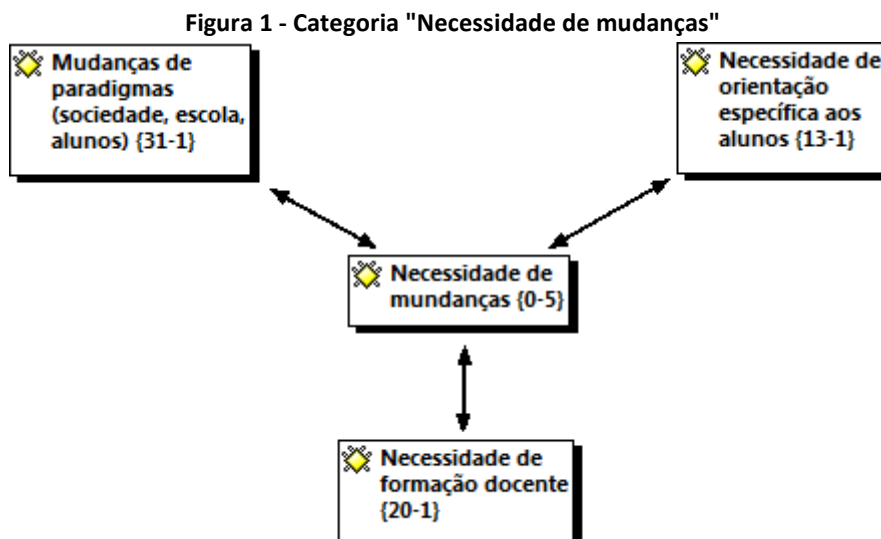 Figura 1 - Categoria "Necessidade de mudanças"
Mudanças de
paradigmas
(sociedade, escola,
alunos) {31-1}
Necessidade de
orientação
específica aos
alunos {13-1}
Necessidade de
mundanças {0-5}
Necessidade de
formação docente
{20-1}